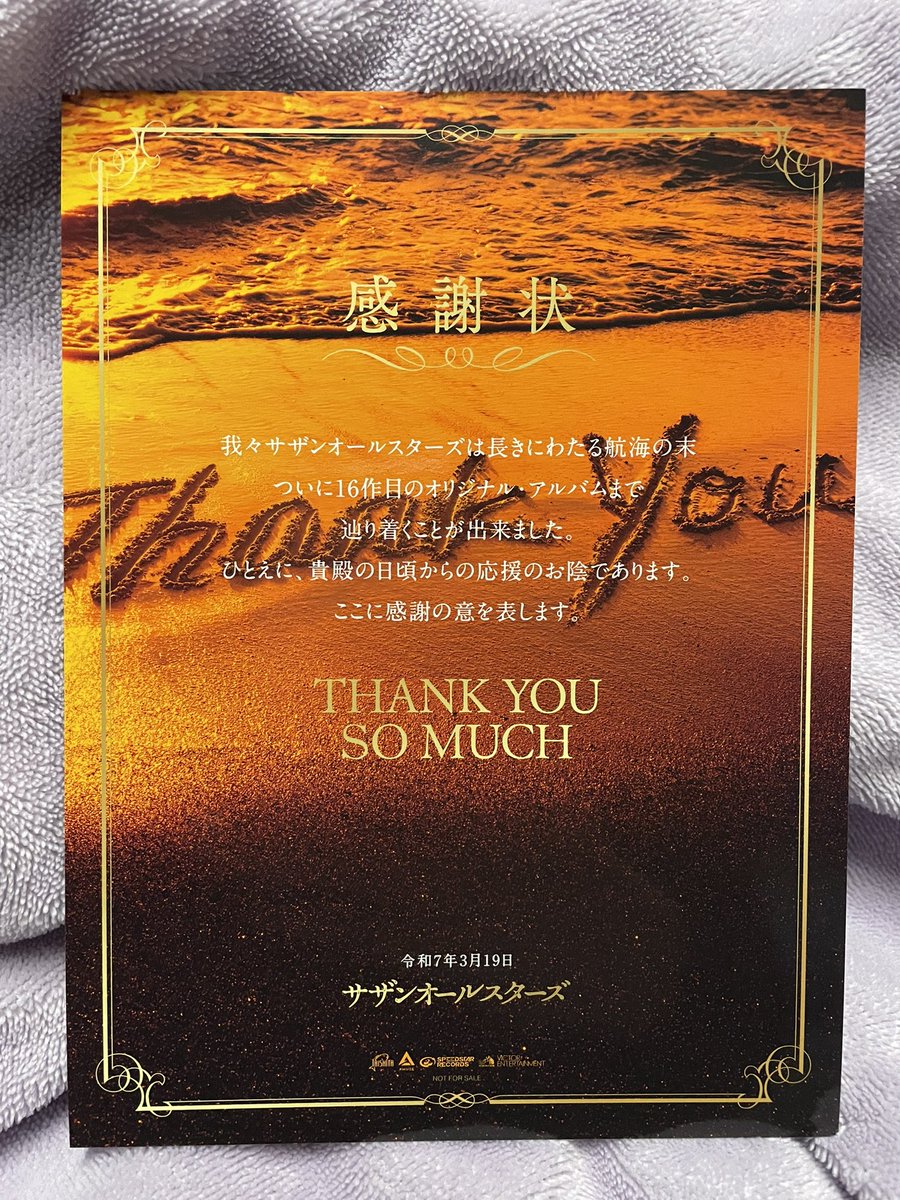 感謝状
我々サザンオールスターズは長きにわたる航海の末
ついに16作目のオリジナル・アルバムまで
辿り着くことが出来ました。
Thank You
ひとえに、貴殿の日頃からの応援のお陰であります。
ここに感謝の意を表します。
THANK YOU
SO MUCH
令和7年3月19日
サザンオールスターズ
TAISHITA AMUSE SPEEDSTAR RECORDS VICTOR ENTERTAINMENT
NOT FOR SALE